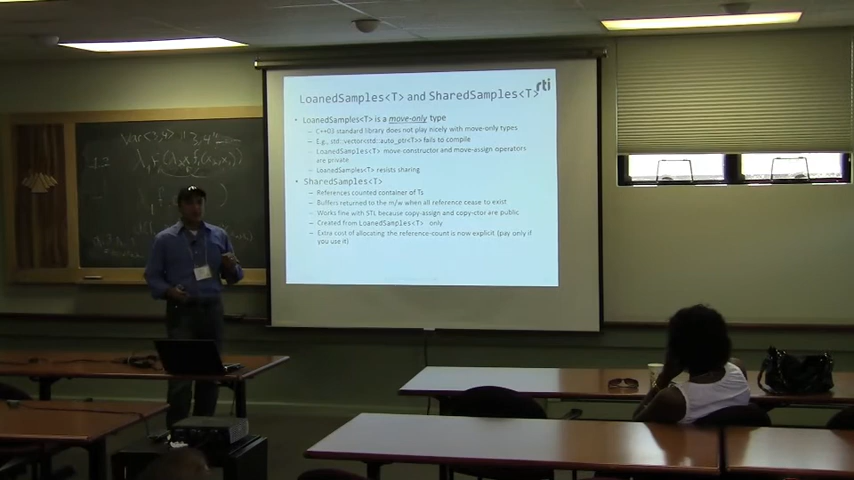 rti
LoanedSamples<T> and SharedSamples<T>
• LoanedSamples<T> is a move-only type
– C++03 standard library does not play nicely with move-only types
– E.g., std::vector<std::auto_ptr<T>> fails to compile
– LoanedSamples<T> move constructor and move-assign operators
are private
– LoanedSamples<T> resists sharing
• SharedSamples<T>
– References counted container of Ts
– Buffers returned to the m/w when all reference cease to exist
– Works fine with STL because copy-assign and copy-ctor are public
– Created from LoanedSamples<T> only
– Extra cost of allocating the reference-count is now explicit (pay only if
you use it)